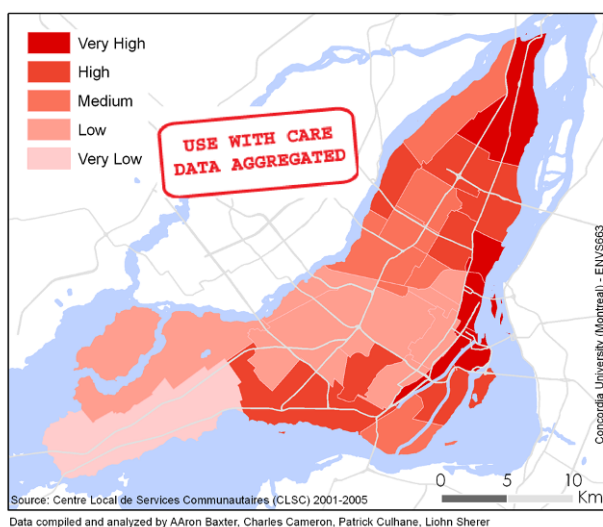 Very High
High
Medium
Low
Very Low
USE WITH CARE
DATA AGGREGATED
Concordia University (Montreal) - ENVS663
0 5 10
Km
Source: Centre Local de Services Communautaires (CLSC) 2001-2005
Data compiled and analyzed by AAron Baxter, Charles Cameron, Patrick Culhane, Liohn Sherer